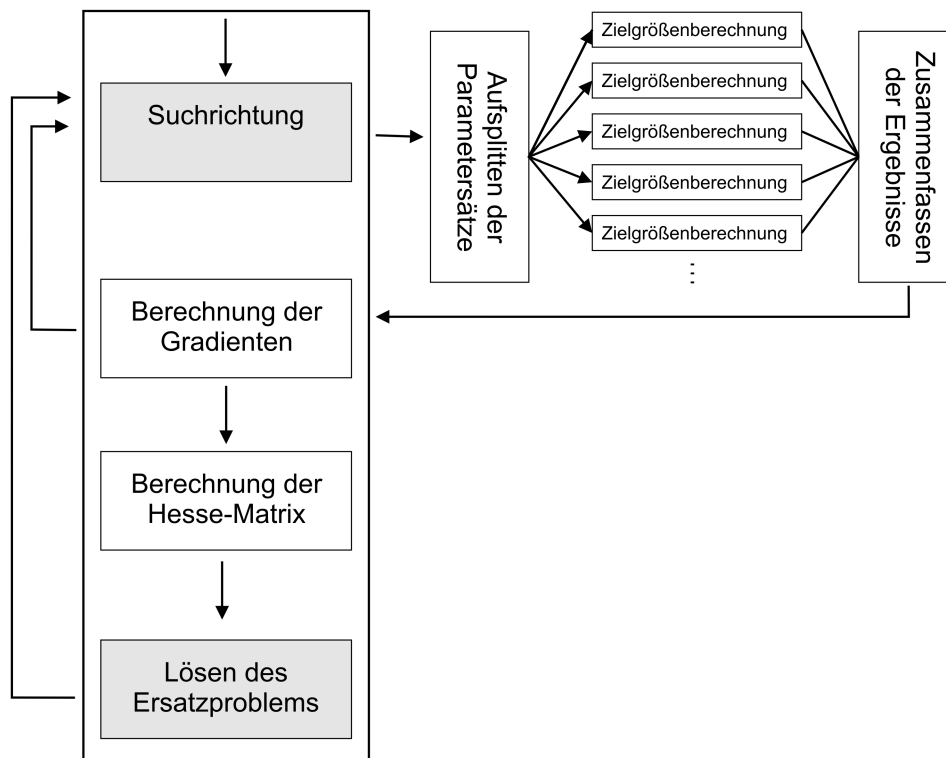 Suchrichtung
Aufsplitten der
Parametersätze
Zielgrößenberechnung
Zielgrößenberechnung
Zielgrößenberechnung
Zielgrößenberechnung
Zielgrößenberechnung
...
Zusammenfassen
der Ergebnisse
Berechnung der
Gradienten
Berechnung der
Hesse-Matrix
Lösen des
Ersatzproblems